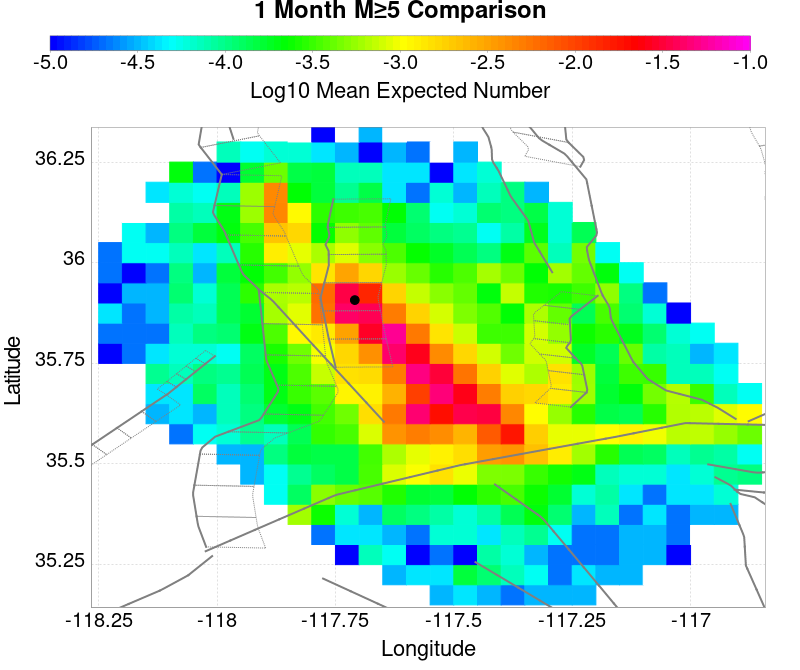 1 Month M≥5 Comparison
-5.0 -4.5 -4.0 -3.5 -3.0 -2.5 -2.0 -1.5 -1.0
Log10 Mean Expected Number
36.25
36
35.75
35.5
35.25
Latitude
-118.25 -118 -117.75 -117.5 -117.25 -117
Longitude